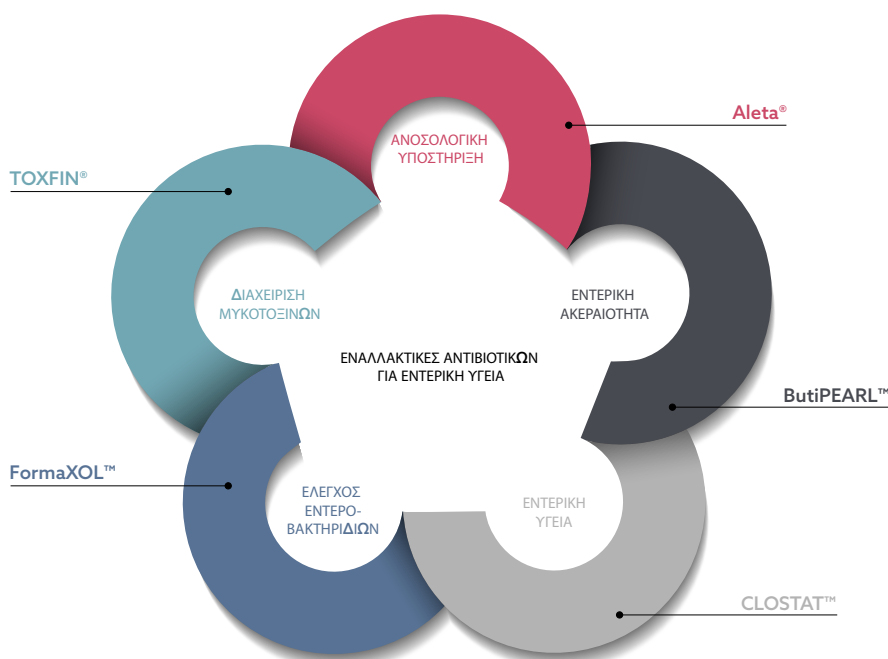 Aleta®
ΑΝΟΣΟΛΟΓΙΚΗ
ΥΠΟΣΤΗΡΙΞΗ
TOXFIN®
ΔΙΑΧΕΙΡΙΣΗ
ΜΥΚΟΤΟΞΙΝΩΝ
ΕΝΤΕΡΙΚΗ
ΑΚΕΡΑΙΟΤΗΤΑ
ΕΝΑΛΛΑΚΤΙΚΕΣ ΑΝΤΙΒΙΟΤΙΚΩΝ
ΓΙΑ ΕΝΤΕΡΙΚΗ ΥΓΕΙΑ
ButiPEARL™
FormaXOL™
ΕΛΕΓΧΟΣ
ΕΝΤΕΡΟ-
ΒΑΚΤΗΡΙΔΙΩΝ
ΕΝΤΕΡΙΚΗ
ΥΓΕΙΑ
CLOSTAT™